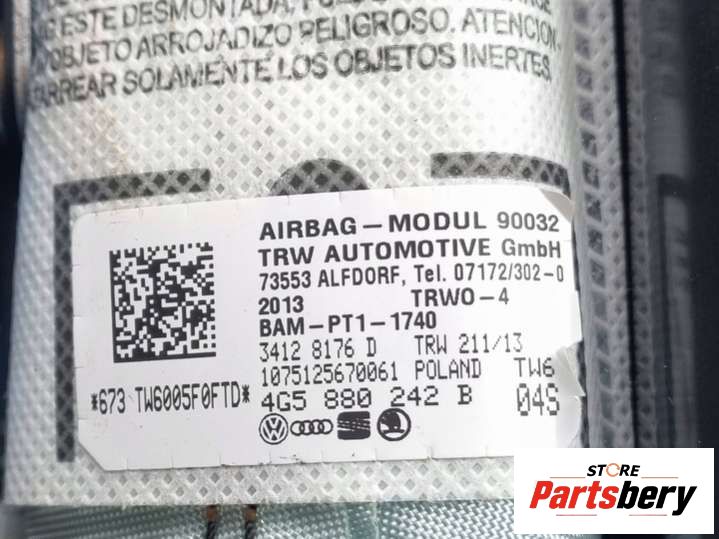 ESTE DESMONTADA,
OBJETO ARROJADIZO PELIGROSO. ATENCION-
ARREAR SOLAMENTE LOS OBJETOS INERTES.
AIRBAG – MODUL 90032
TRW AUTOMOTIVE GmbH
73553 ALFDORF, Tel. 07172/302-0
2013 TRWO-4
BAM-PT1-1740
3412 8176 D TRW 211/13
1075125670061 POLAND TW6
*673 TW6005F0FTD* 4G5 880 242 B 04S
STORE
Partsbery